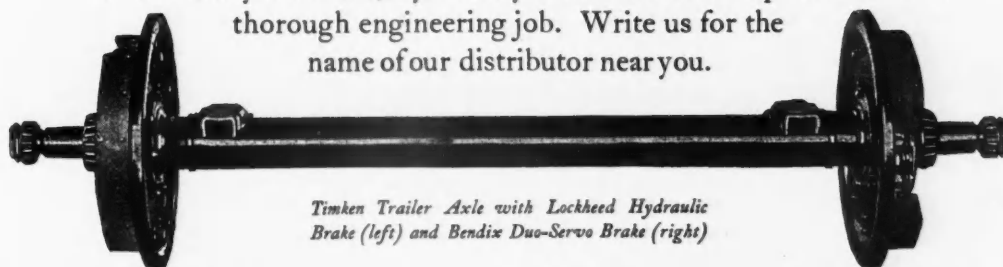 thorough engineering job. Write us for the
name of our distributor near you.
Timken Trailer Axle with Lockheed Hydraulic
Brake (left) and Bendix Duo-Servo Brake (right)